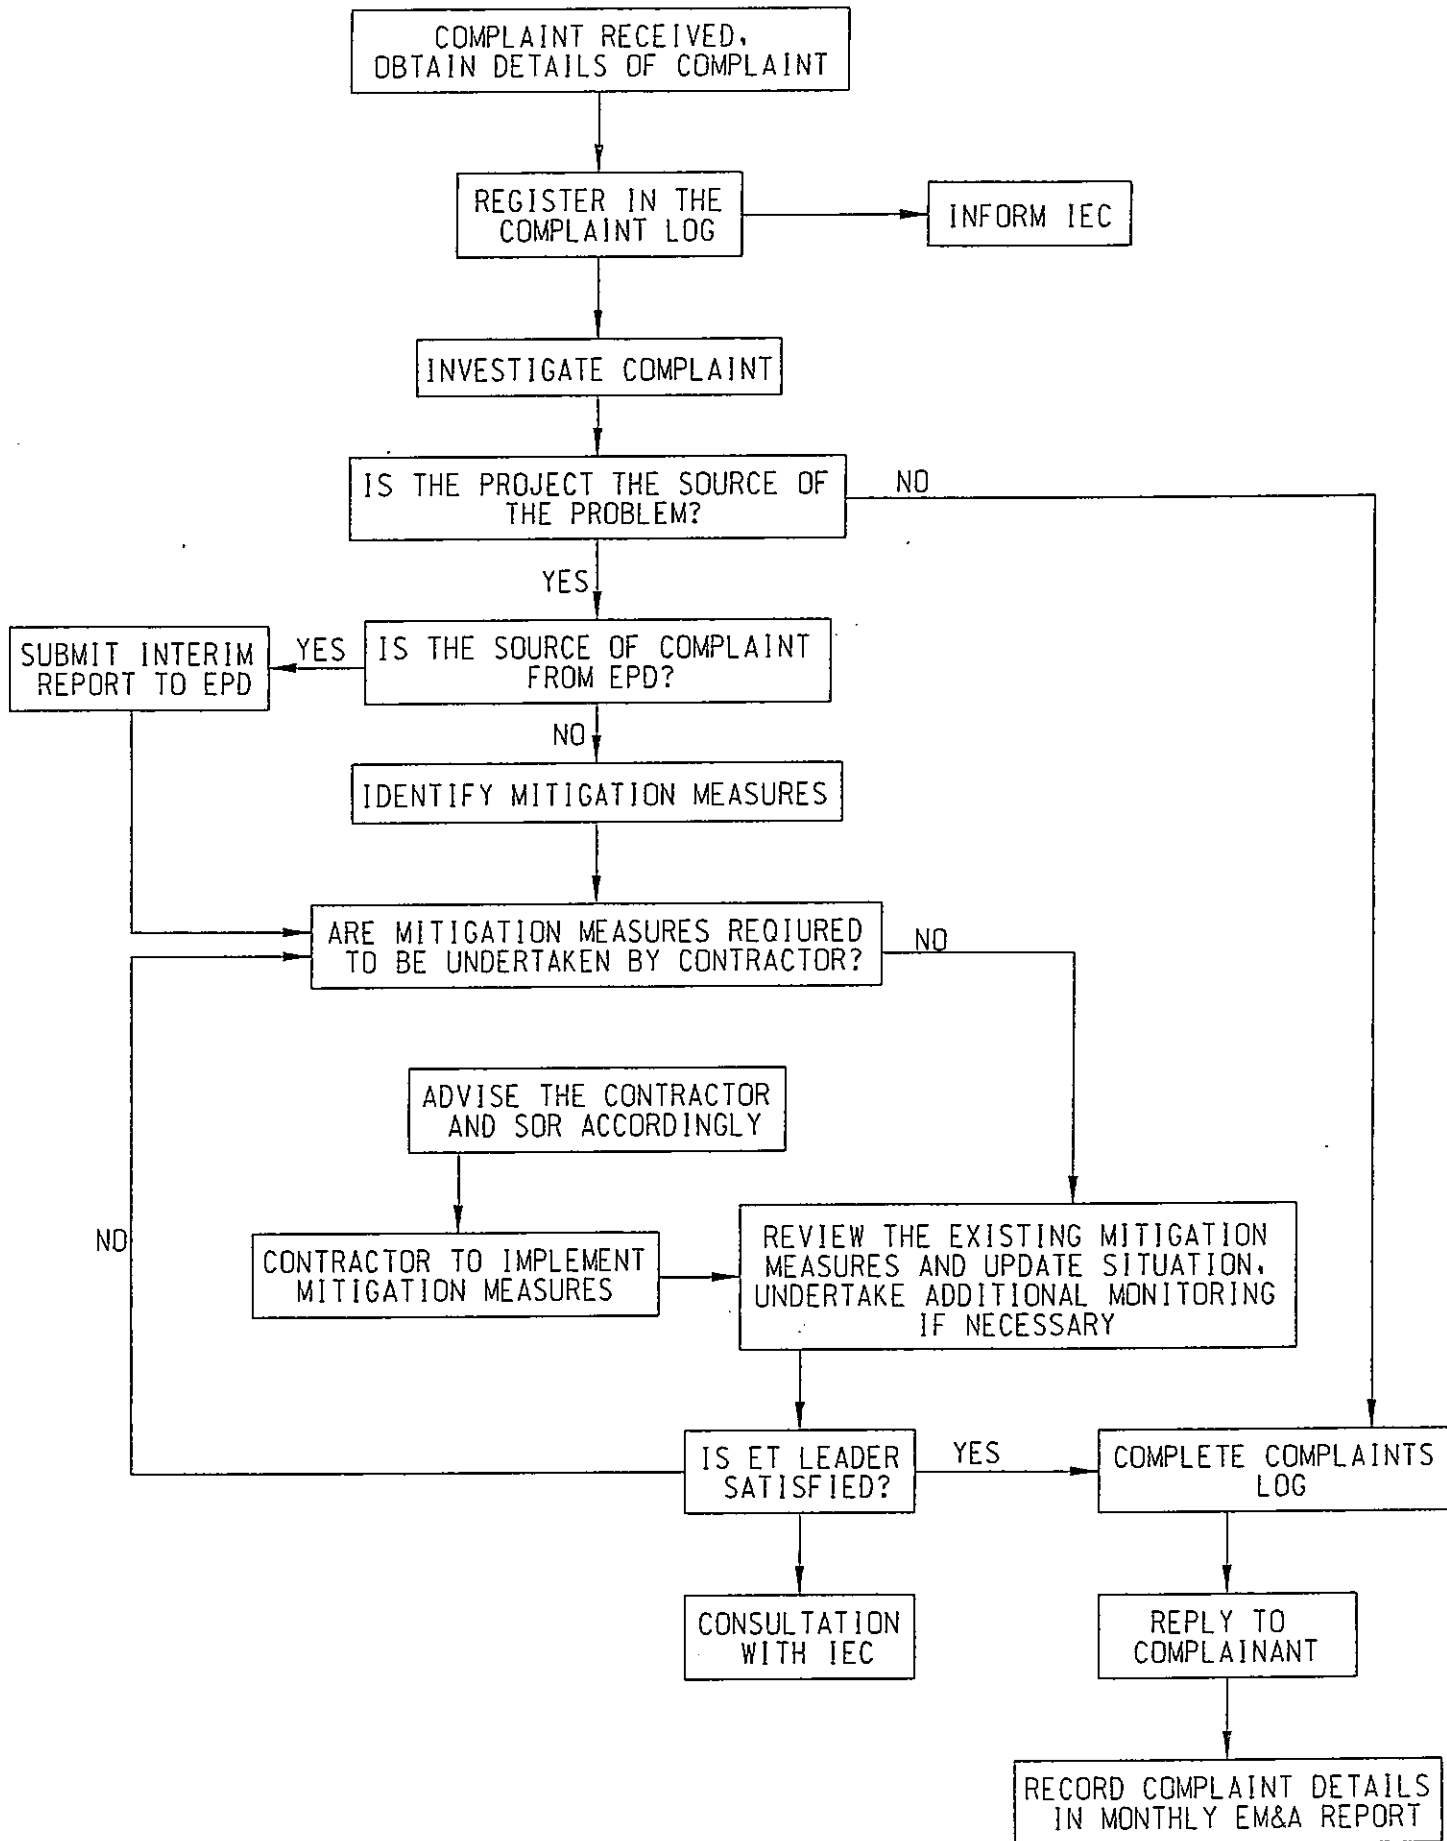 COMPLAINT RECEIVED,
OBTAIN DETAILS OF COMPLAINT
REGISTER IN THE
COMPLAINT LOG
INFORM IEC
INVESTIGATE COMPLAINT
IS THE PROJECT THE SOURCE OF
THE PROBLEM?
NO
YES
SUBMIT INTERIM
REPORT TO EPD
YES
IS THE SOURCE OF COMPLAINT
FROM EPD?
NO
IDENTIFY MITIGATION MEASURES
ARE MITIGATION MEASURES REQIURED
TO BE UNDERTAKEN BY CONTRACTOR?
NO
ADVISE THE CONTRACTOR
AND SOR ACCORDINGLY
NO
CONTRACTOR TO IMPLEMENT
MITIGATION MEASURES
REVIEW THE EXISTING MITIGATION
MEASURES AND UPDATE SITUATION,
UNDERTAKE ADDITIONAL MONITORING
IF NECESSARY
IS ET LEADER
SATISFIED?
YES
COMPLETE COMPLAINTS
LOG
CONSULTATION
WITH IEC
REPLY TO
COMPLAINANT
RECORD COMPLAINT DETAILS
IN MONTHLY EM&A REPORT